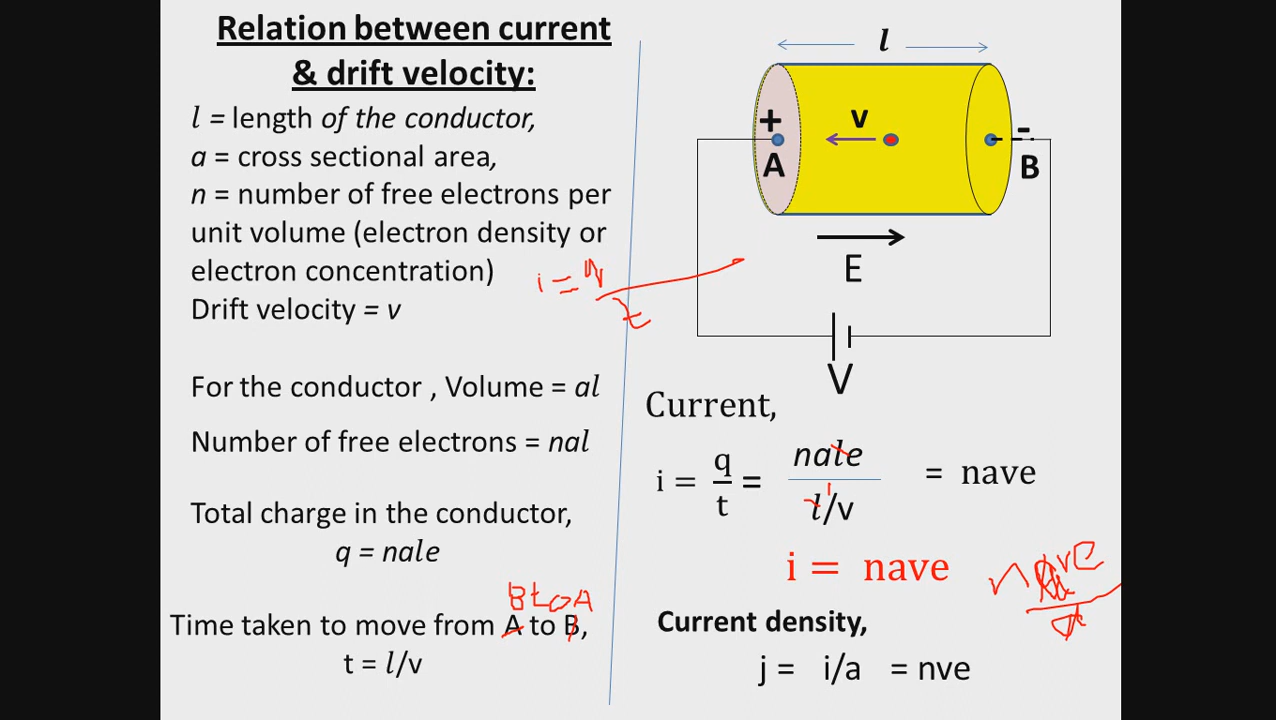 Relation between current
& drift velocity:
l = length of the conductor,
a = cross sectional area,
n = number of free electrons per
unit volume (electron density or
electron concentration)
Drift velocity = v
i = q
t
For the conductor , Volume = al
Number of free electrons = nal
Total charge in the conductor,
q = nale
B to A
Time taken to move from A to B,
t = l/v
l
+
v
-
A
B
E
V
Current,
i = q/t = nale / l/v = nave
1
i = nave
nave
a
Current density,
j = i/a = nve